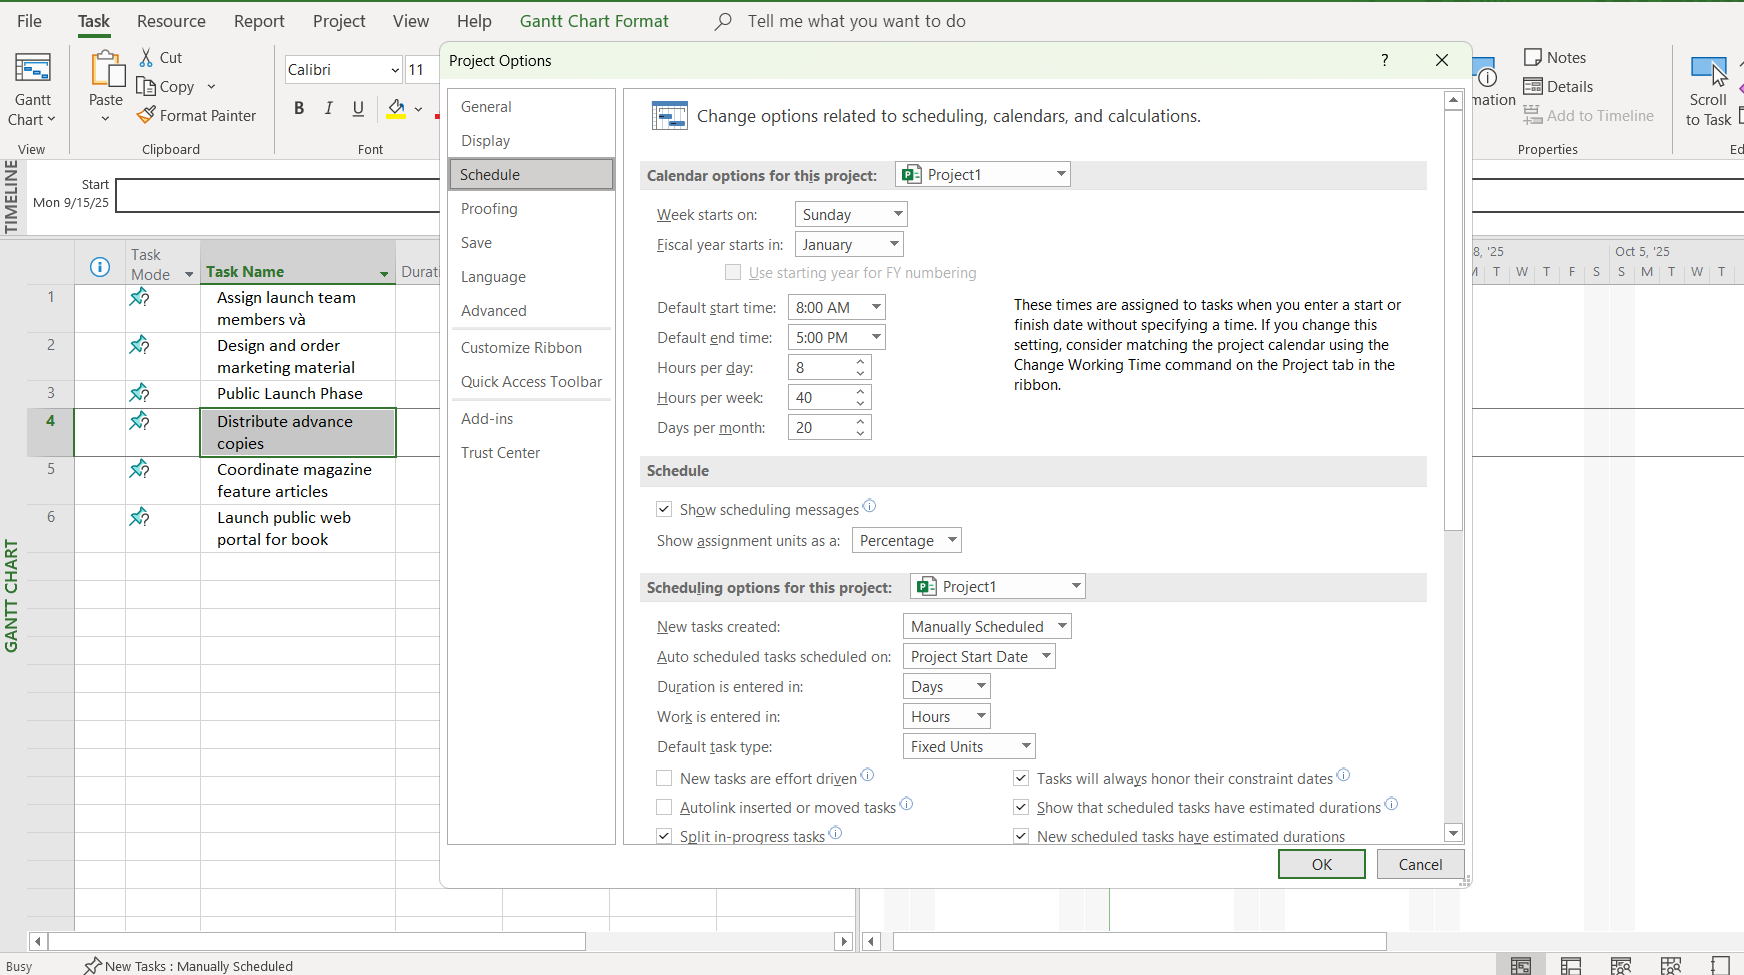 File Task Resource Report Project View Help Gantt Chart Format Tell me what you want to do
Gantt Chart
View
Paste
Cut
Copy
Format Painter
Clipboard
Calibri 11
B I U
Font
mation
Notes
Details
Add to Timeline
Properties
Scroll to Task
Project Options
?
General
Display
Schedule
Proofing
Save
Language
Advanced
Customize Ribbon
Quick Access Toolbar
Add-ins
Trust Center
Change options related to scheduling, calendars, and calculations.
Calendar options for this project: Project1
Week starts on: Sunday
Fiscal year starts in: January
Use starting year for FY numbering
Default start time: 8:00 AM
Default end time: 5:00 PM
Hours per day: 8
Hours per week: 40
Days per month: 20
These times are assigned to tasks when you enter a start or
finish date without specifying a time. If you change this
setting, consider matching the project calendar using the
Change Working Time command on the Project tab in the
ribbon.
Schedule
Show scheduling messages
Show assignment units as a: Percentage
Scheduling options for this project: Project1
New tasks created: Manually Scheduled
Auto scheduled tasks scheduled on: Project Start Date
Duration is entered in: Days
Work is entered in: Hours
Default task type: Fixed Units
New tasks are effort driven Tasks will always honor their constraint dates
Autolink inserted or moved tasks Show that scheduled tasks have estimated durations
Split in-progress tasks New scheduled tasks have estimated durations
OK Cancel
TIMELINE
Start
Mon 9/15/25
GANTT CHART
Task Mode Task Name
1 Assign launch team
members và
2 Design and order
marketing material
3 Public Launch Phase
4 Distribute advance
copies
5 Coordinate magazine
feature articles
6 Launch public web
portal for book
8, '25 Oct 5, '25
T W T F S S M T W T
Busy New Tasks : Manually Scheduled